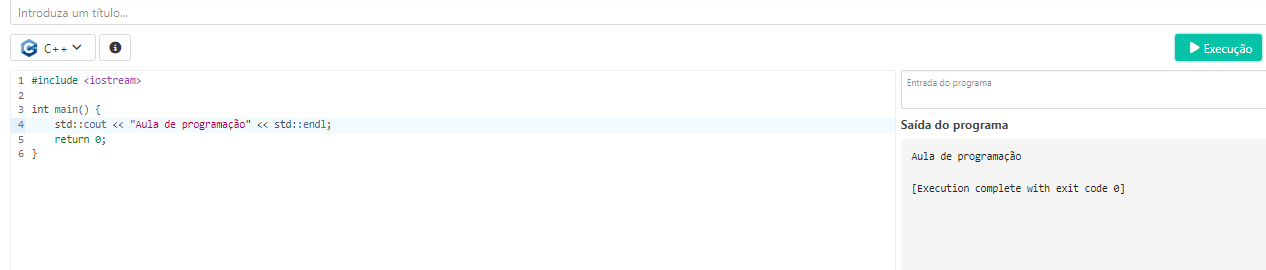 Introduza um título...
C++
Execução
1 #include <iostream>
2
3 int main() {
4     std::cout << "Aula de programação" << std::endl;
5     return 0;
6 }
Entrada do programa
Saída do programa
Aula de programação
[Execution complete with exit code 0]